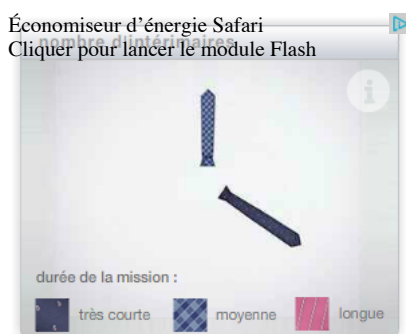 Économiseur d’énergie Safari
nombre d'intérimaires
Cliquer pour lancer le module Flash
i
durée de la mission :
très courte moyenne longue